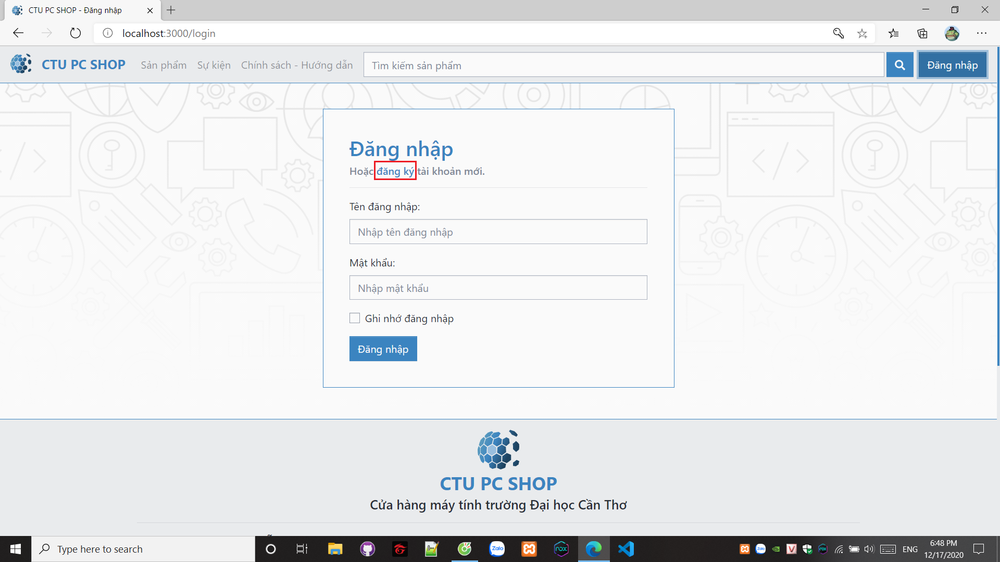 CTU PC SHOP - Đăng nhập
localhost:3000/login
CTU PC SHOP
Sản phẩm
Sự kiện
Chính sách - Hướng dẫn
Tìm kiếm sản phẩm
Đăng nhập
Đăng nhập
Hoặc đăng ký tài khoản mới.
Tên đăng nhập:
Nhập tên đăng nhập
Mật khẩu:
Nhập mật khẩu
Ghi nhớ đăng nhập
Đăng nhập
CTU PC SHOP
Cửa hàng máy tính trường Đại học Cần Thơ
Type here to search
Zalo
nox
ENG
6:48 PM
12/17/2020